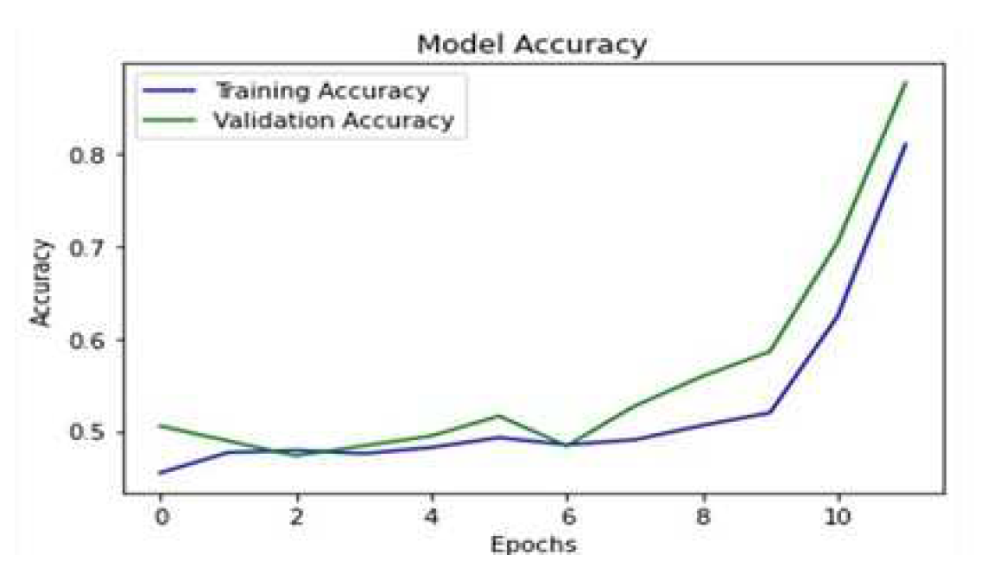 Model Accuracy
Training Accuracy
Validation Accuracy
0.8
0.7
0.6
0.5
Accuracy
0 2 4 6 8 10
Epochs